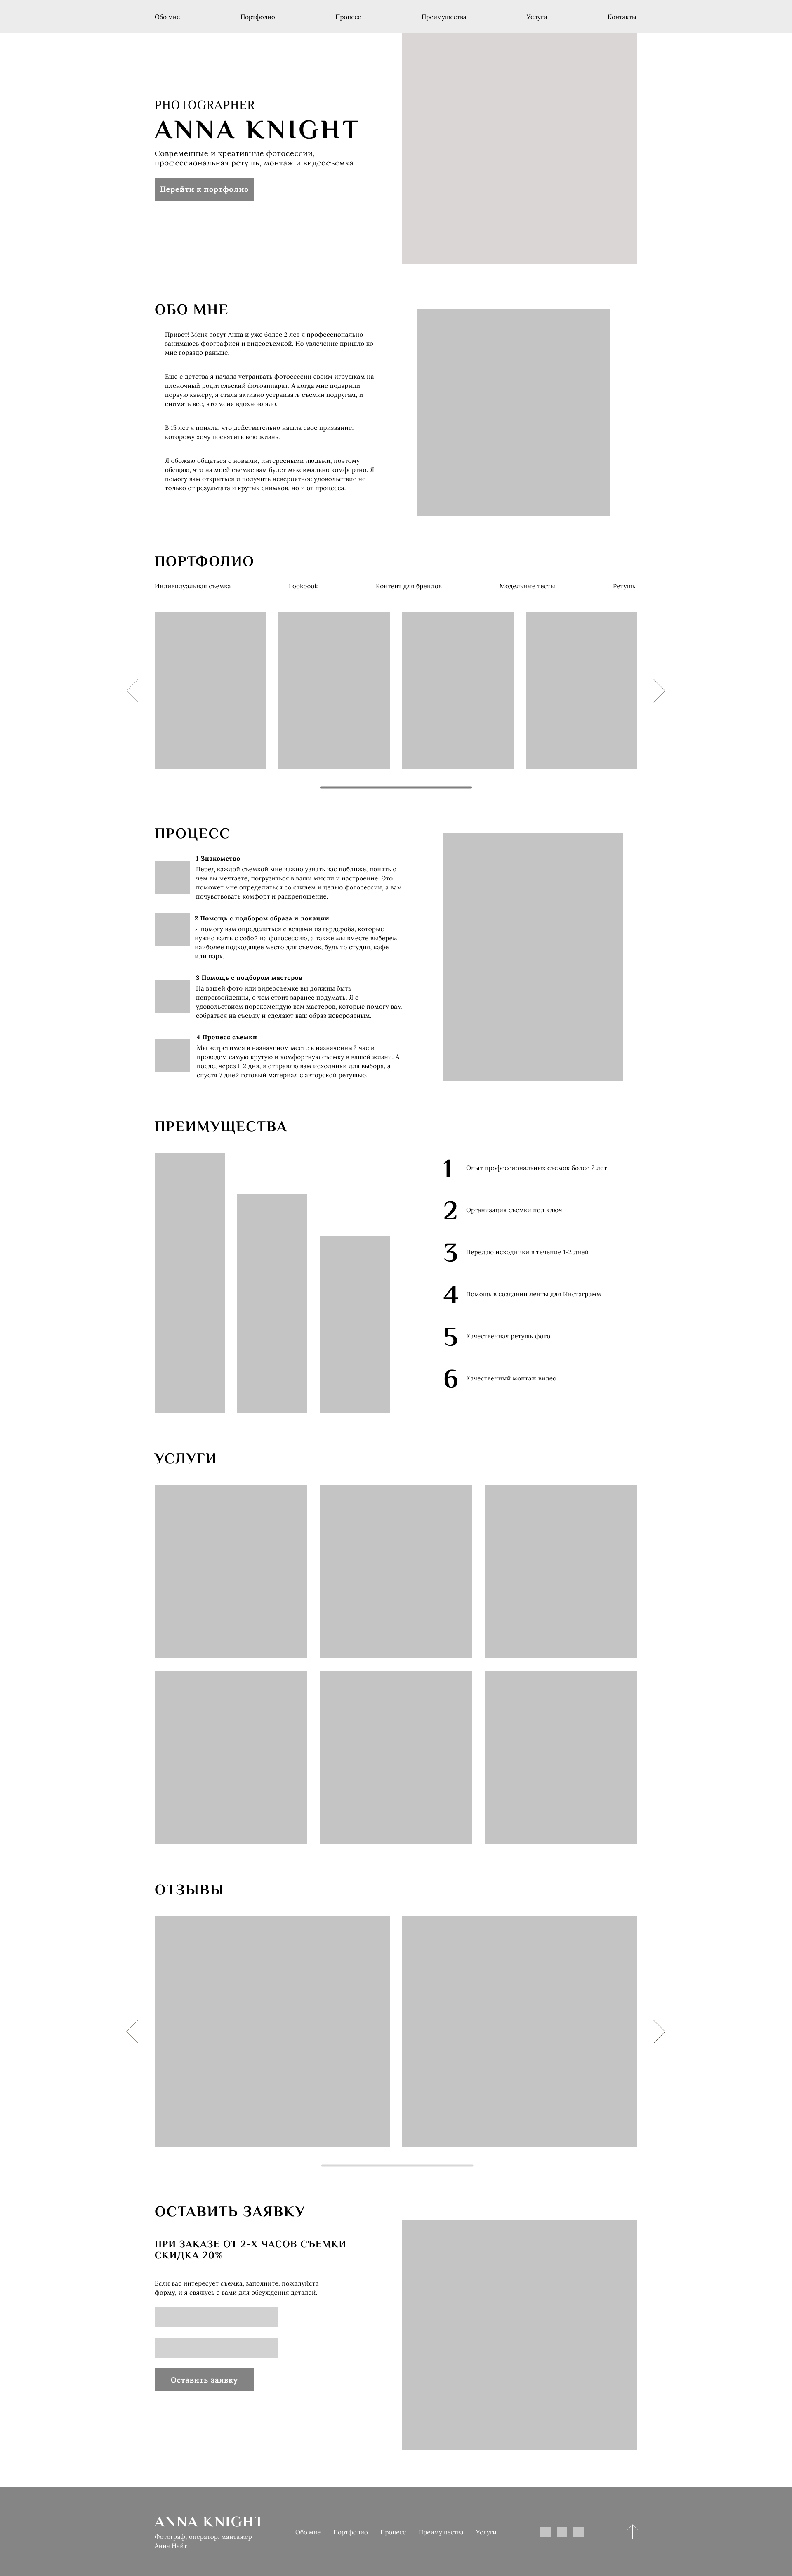 Обо мне Портфолио Процесс Преимущества Услуги Контакты
PHOTOGRAPHER
ANNA KNIGHT
Современные и креативные фотосессии,
профессиональная ретушь, монтаж и видеосъемка
Перейти к портфолио
ОБО МНЕ
Привет! Меня зовут Анна и уже более 2 лет я профессионально
занимаюсь фоографией и видеосъемкой. Но увлечение пришло ко
мне гораздо раньше.
Еще с детства я начала устраивать фотосессии своим игрушкам на
пленочный родительский фотоаппарат. А когда мне подарили
первую камеру, я стала активно устраивать съемки подругам, и
снимать все, что меня вдохновляло.
В 15 лет я поняла, что действительно нашла свое призвание,
которому хочу посвятить всю жизнь.
Я обожаю общаться с новыми, интересными людьми, поэтому
обещаю, что на моей съемке вам будет максимально комфортно. Я
помогу вам открыться и получить невероятное удовольствие не
только от результата и крутых снимков, но и от процесса.
ПОРТФОЛИО
Индивидуальная съемка Lookbook Контент для брендов Модельные тесты Ретушь
ПРОЦЕСС
1 Знакомство
Перед каждой съемкой мне важно узнать вас поближе, понять о
чем вы мечтаете, погрузиться в ваши мысли и настроение. Это
поможет мне определиться со стилем и целью фотосессии, а вам
почувствовать комфорт и раскрепощение.
2 Помощь с подбором образа и локации
Я помогу вам определиться с вещами из гардероба, которые
нужно взять с собой на фотосессию, а также мы вместе выберем
наиболее подходящее место для съемок, будь то студия, кафе
или парк.
3 Помощь с подбором мастеров
На вашей фото или видеосъемке вы должны быть
непревзойденны, о чем стоит заранее подумать. Я с
удовольствием порекомендую вам мастеров, которые помогу вам
собраться на съемку и сделают ваш образ невероятным.
4 Процесс съемки
Мы встретимся в назначеном месте в назначенный час и
проведем самую крутую и комфортную съемку в вашей жизни. А
после, через 1-2 дня, я отправлю вам исходники для выбора, а
спустя 7 дней готовый материал с авторской ретушью.
ПРЕИМУЩЕСТВА
1 Опыт профессиональных съемок более 2 лет
2 Организация съемки под ключ
3 Передаю исходники в течение 1-2 дней
4 Помощь в создании ленты для Инстаграмм
5 Качественная ретушь фото
6 Качественный монтаж видео
УСЛУГИ
ОТЗЫВЫ
ОСТАВИТЬ ЗАЯВКУ
ПРИ ЗАКАЗЕ ОТ 2-Х ЧАСОВ СЪЕМКИ
СКИДКА 20%
Если вас интересует съемка, заполните, пожалуйста
форму, и я свяжусь с вами для обсуждения деталей.
Оставить заявку
ANNA KNIGHT
Фотограф, оператор, мантажер
Анна Найт
Обо мне Портфолио Процесс Преимущества Услуги